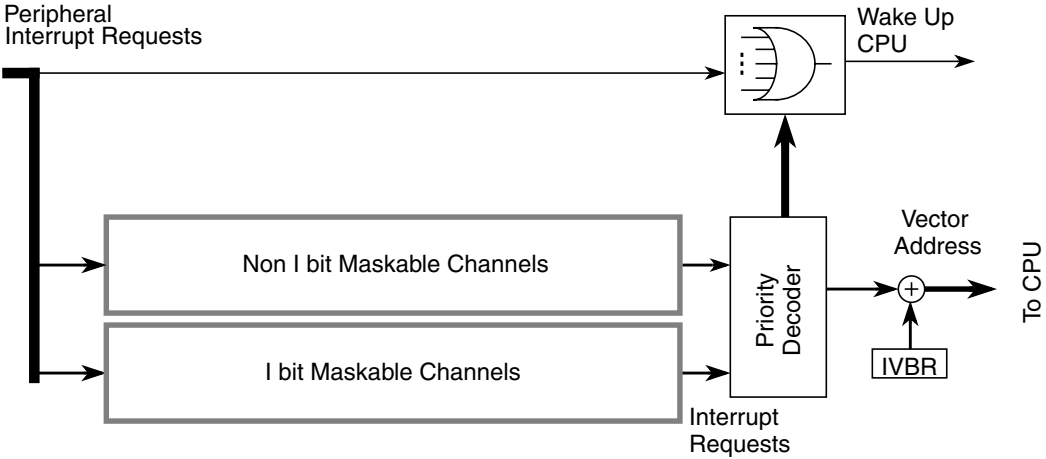 Peripheral
Interrupt Requests
Wake Up
CPU
Non I bit Maskable Channels
I bit Maskable Channels
Priority
Decoder
Interrupt
Requests
Vector
Address
+
IVBR
To CPU